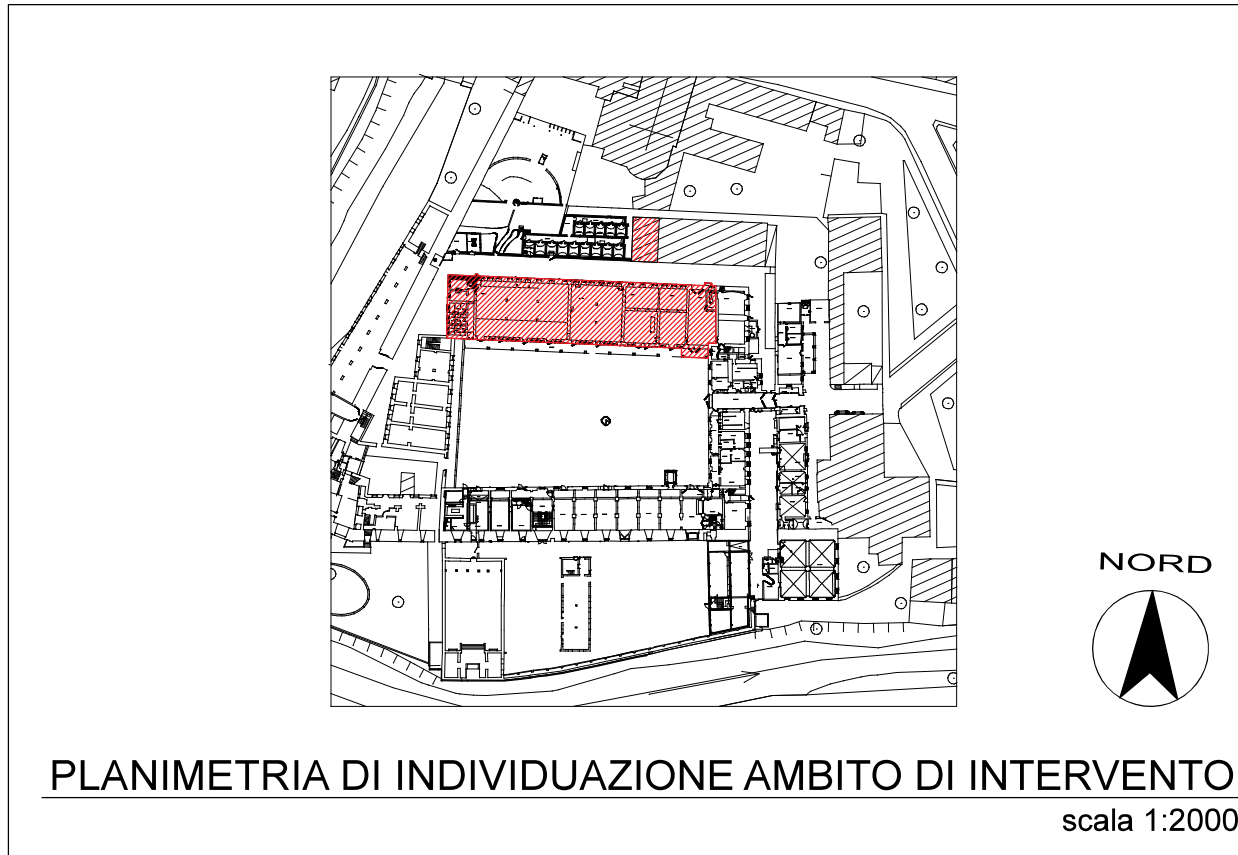 NORD
PLANIMETRIA DI INDIVIDUAZIONE AMBITO DI INTERVENTO
scala 1:2000